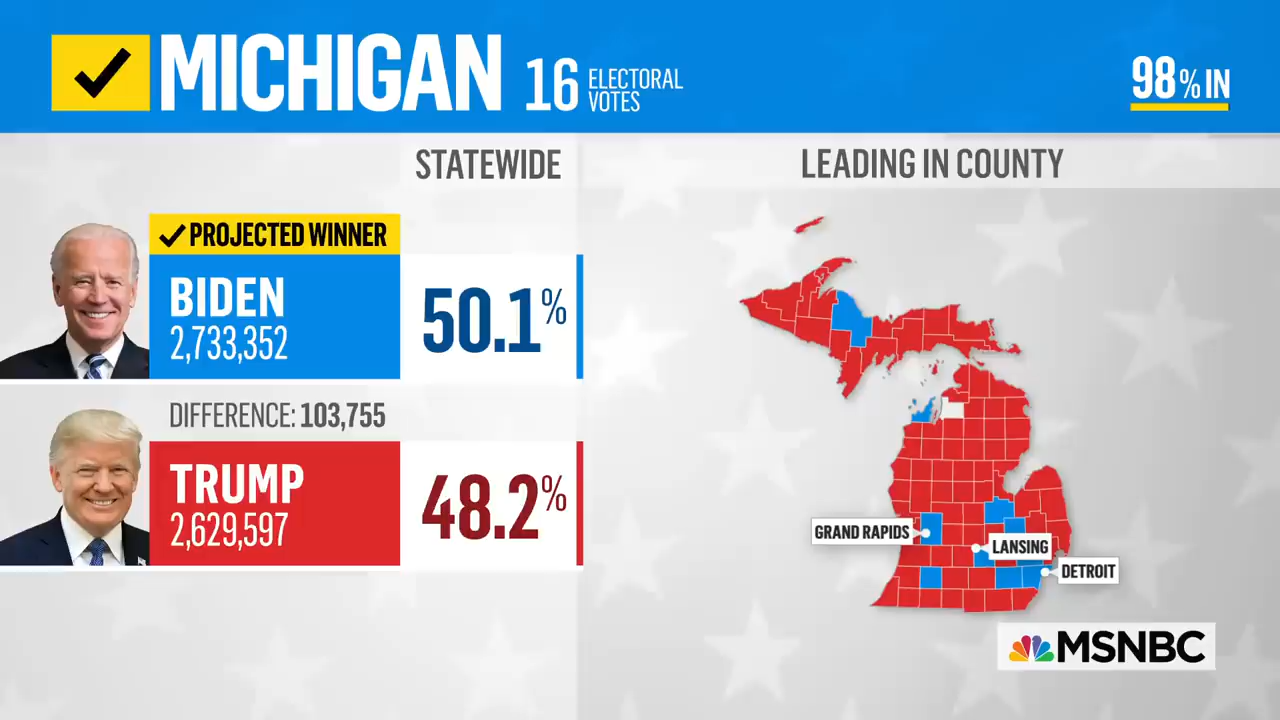 MICHIGAN
16 ELECTORAL VOTES
98% IN
STATEWIDE
LEADING IN COUNTY
PROJECTED WINNER
BIDEN
2,733,352
50.1%
DIFFERENCE: 103,755
TRUMP
2,629,597
48.2%
GRAND RAPIDS
LANSING
DETROIT
MSNBC